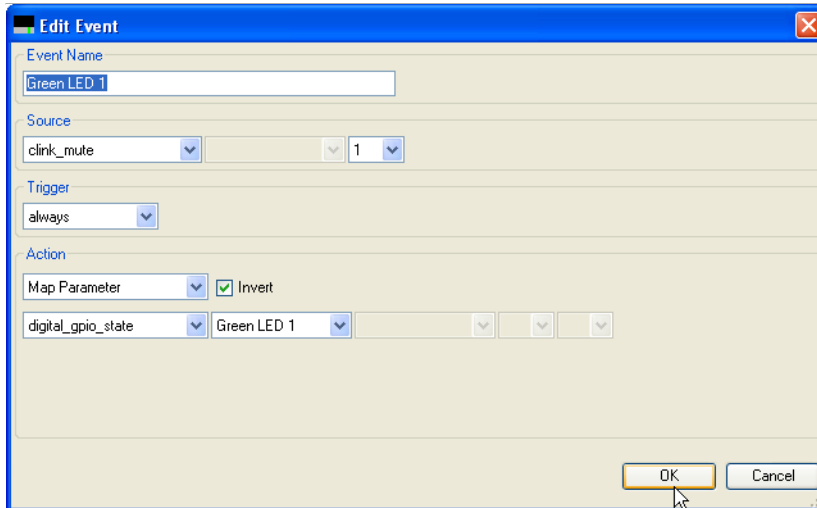 Edit Event
Event Name
Green LED 1
Source
clink_mute 1
Trigger
always
Action
Map Parameter Invert
digital_gpio_state Green LED 1
OK Cancel